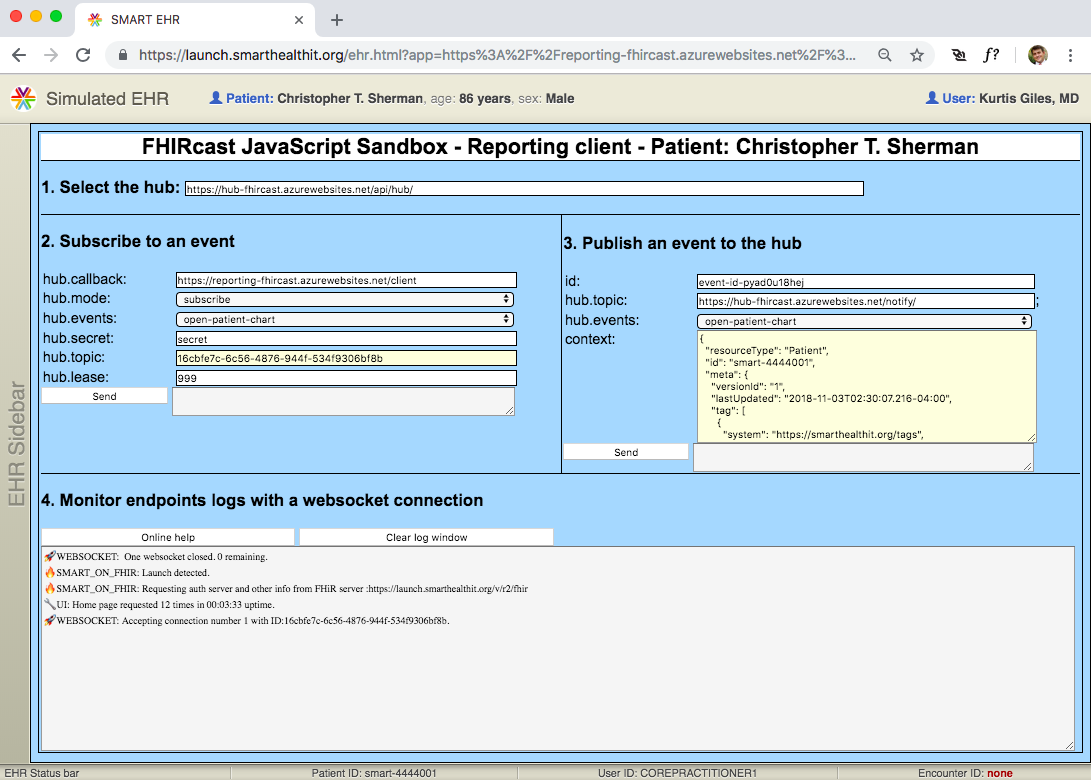 SMART EHR
https://launch.smarthealthit.org/ehr.html?app=https%3A%2F%2Freporting-fhircast.azurewebsites.net%2F%3...
f?
Simulated EHR
Patient: Christopher T. Sherman, age: 86 years, sex: Male
User: Kurtis Giles, MD
EHR Sidebar
FHIRcast JavaScript Sandbox - Reporting client - Patient: Christopher T. Sherman
1. Select the hub: https://hub-fhircast.azurewebsites.net/api/hub/
2. Subscribe to an event
hub.callback: https://reporting-fhircast.azurewebsites.net/client
hub.mode: subscribe
hub.events: open-patient-chart
hub.secret: secret
hub.topic: 16cbfe7c-6c56-4876-944f-534f9306bf8b
hub.lease: 999
Send
3. Publish an event to the hub
id: event-id-pyad0u18hej
hub.topic: https://hub-fhircast.azurewebsites.net/notify/ ;
hub.events: open-patient-chart
context: {
"resourceType": "Patient",
"id": "smart-4444001",
"meta": {
"versionId": "1",
"lastUpdated": "2018-11-03T02:30:07.216-04:00",
"tag": [
{
"system": "https://smarthealthit.org/tags",
Send
4. Monitor endpoints logs with a websocket connection
Online help
Clear log window
🚀WEBSOCKET: One websocket closed. 0 remaining.
🔥SMART_ON_FHIR: Launch detected.
🔥SMART_ON_FHIR: Requesting auth server and other info from FHiR server :https://launch.smarthealthit.org/v/r2/fhir
🔧UI: Home page requested 12 times in 00:03:33 uptime.
🚀WEBSOCKET: Accepting connection number 1 with ID:16cbfe7c-6c56-4876-944f-534f9306bf8b.
EHR Status bar
Patient ID: smart-4444001
User ID: COREPRACTITIONER1
Encounter ID: none